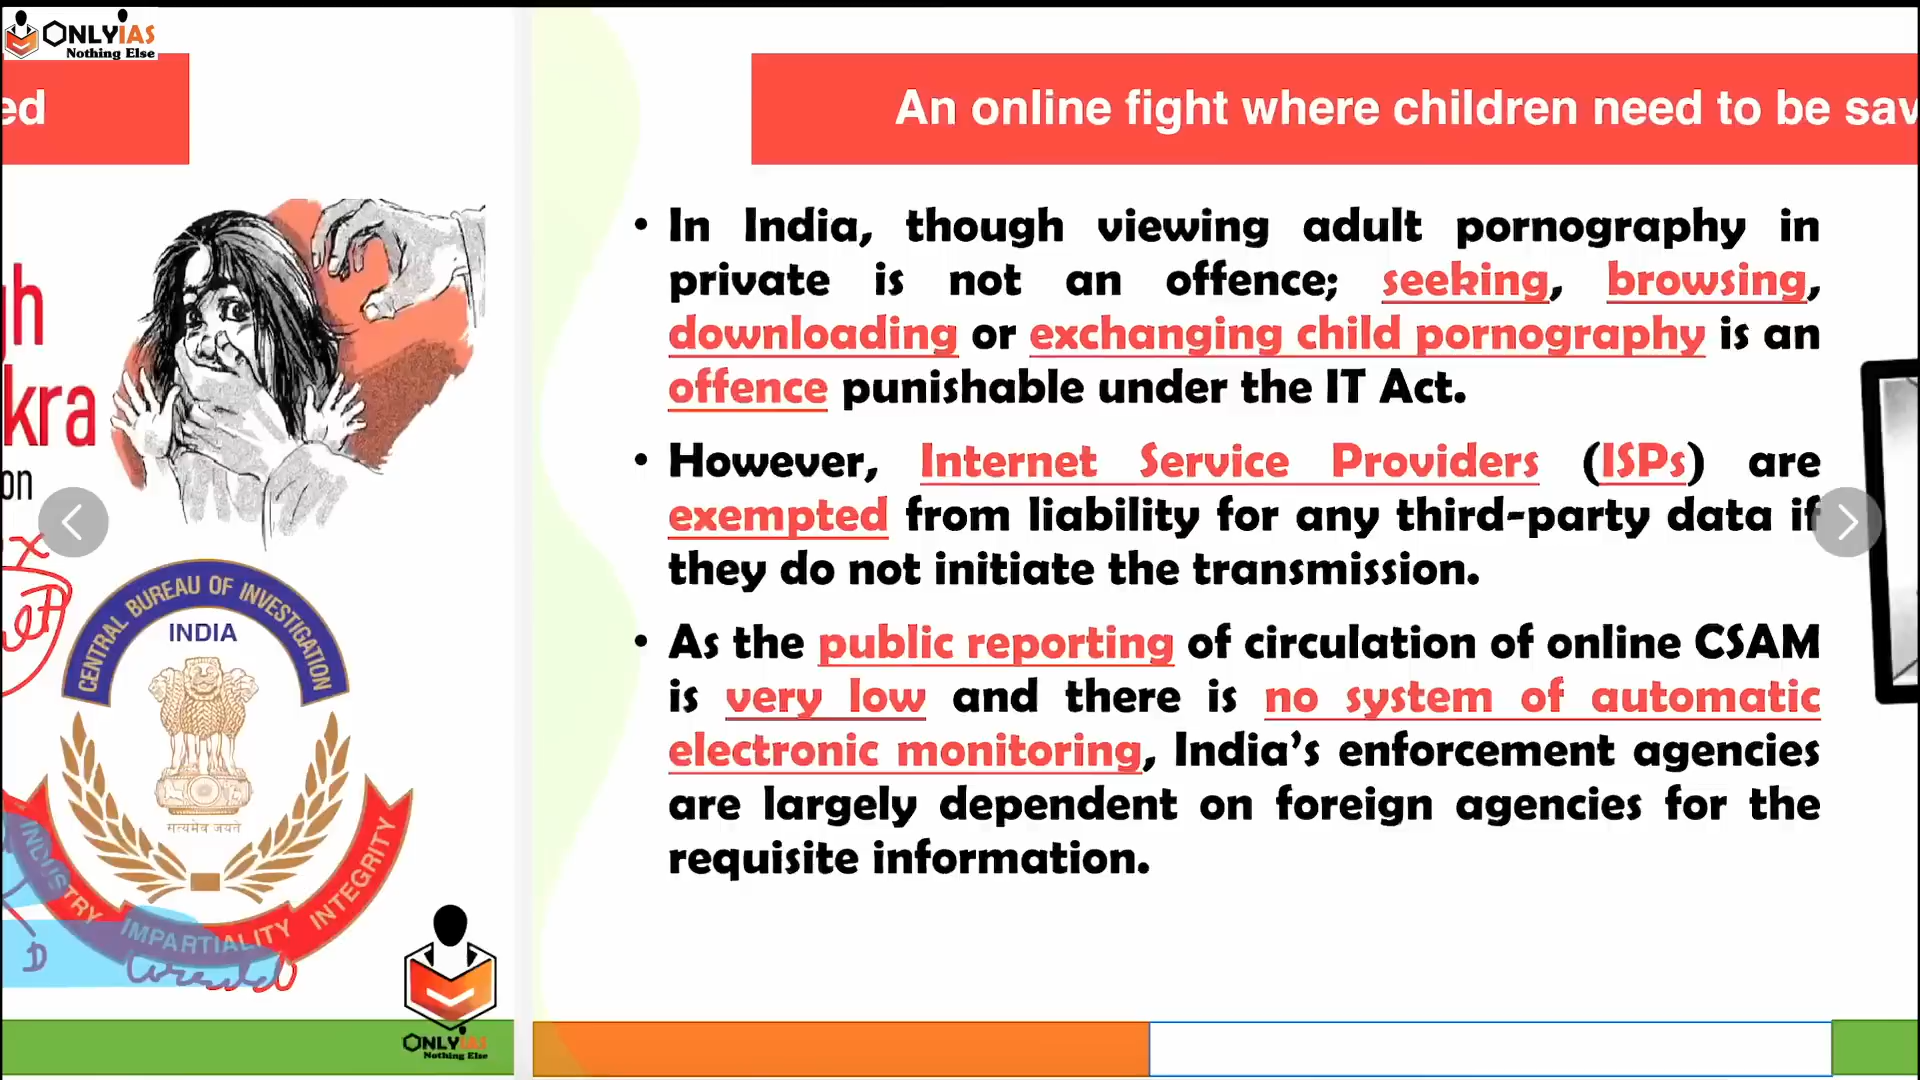 ONLYIAS
Nothing Else
ed
An online fight where children need to be sav
gh
kra
on
• In India, though viewing adult pornography in
private is not an offence; seeking, browsing,
downloading or exchanging child pornography is an
offence punishable under the IT Act.
• However, Internet Service Providers (ISPs) are
exempted from liability for any third-party data if
they do not initiate the transmission.
• As the public reporting of circulation of online CSAM
is very low and there is no system of automatic
electronic monitoring, India's enforcement agencies
are largely dependent on foreign agencies for the
requisite information.
CENTRAL BUREAU OF INVESTIGATION
INDIA
सत्यमेव जयते
INDUSTRY IMPARTIALITY INTEGRITY
D
ONLYIAS
Nothing Else